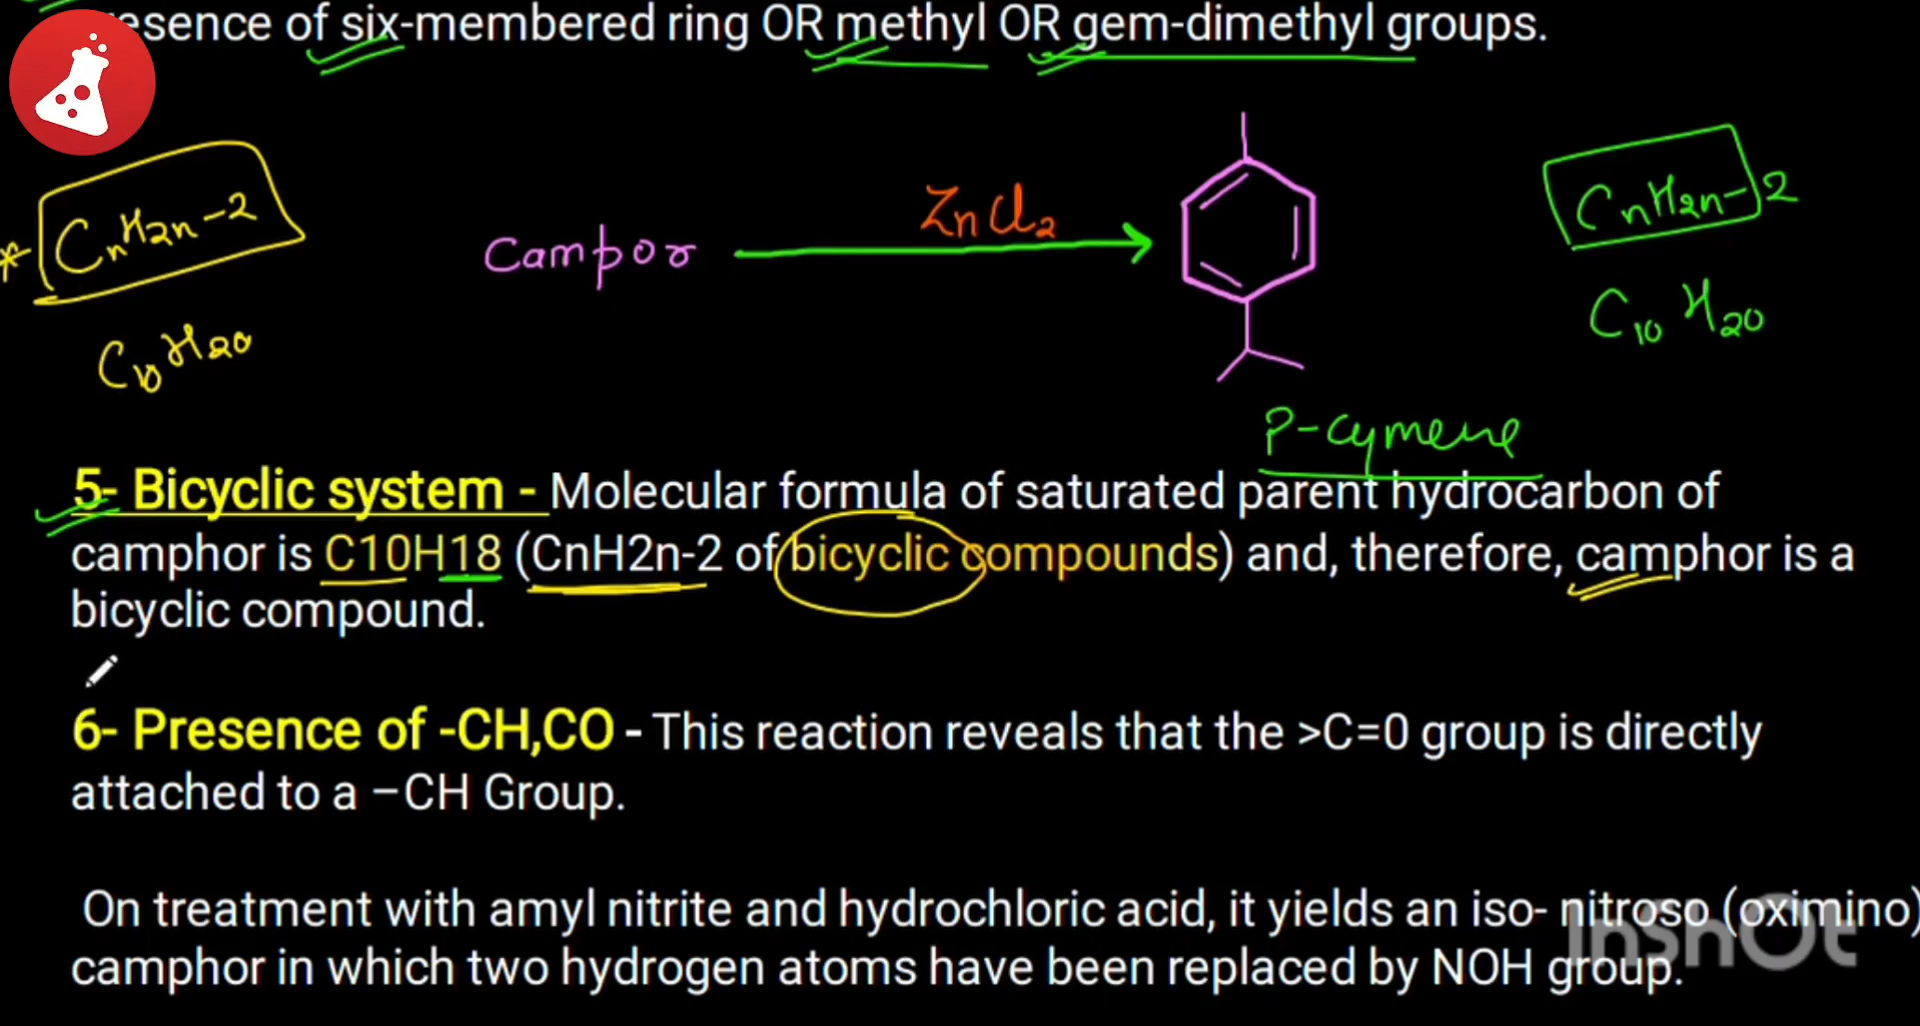 esence of six-membered ring OR methyl OR gem-dimethyl groups.
* CnH2n-2
C10H20
Campor
ZnCl2
CnH2n-2
C10 H20
P-cymene
5- Bicyclic system - Molecular formula of saturated parent hydrocarbon of
camphor is C10H18 (CnH2n-2 of bicyclic compounds) and, therefore, camphor is a
bicyclic compound.
6- Presence of -CH,CO - This reaction reveals that the >C=0 group is directly
attached to a –CH Group.
On treatment with amyl nitrite and hydrochloric acid, it yields an iso- nitroso (oximino)
camphor in which two hydrogen atoms have been replaced by NOH group.
InShOt